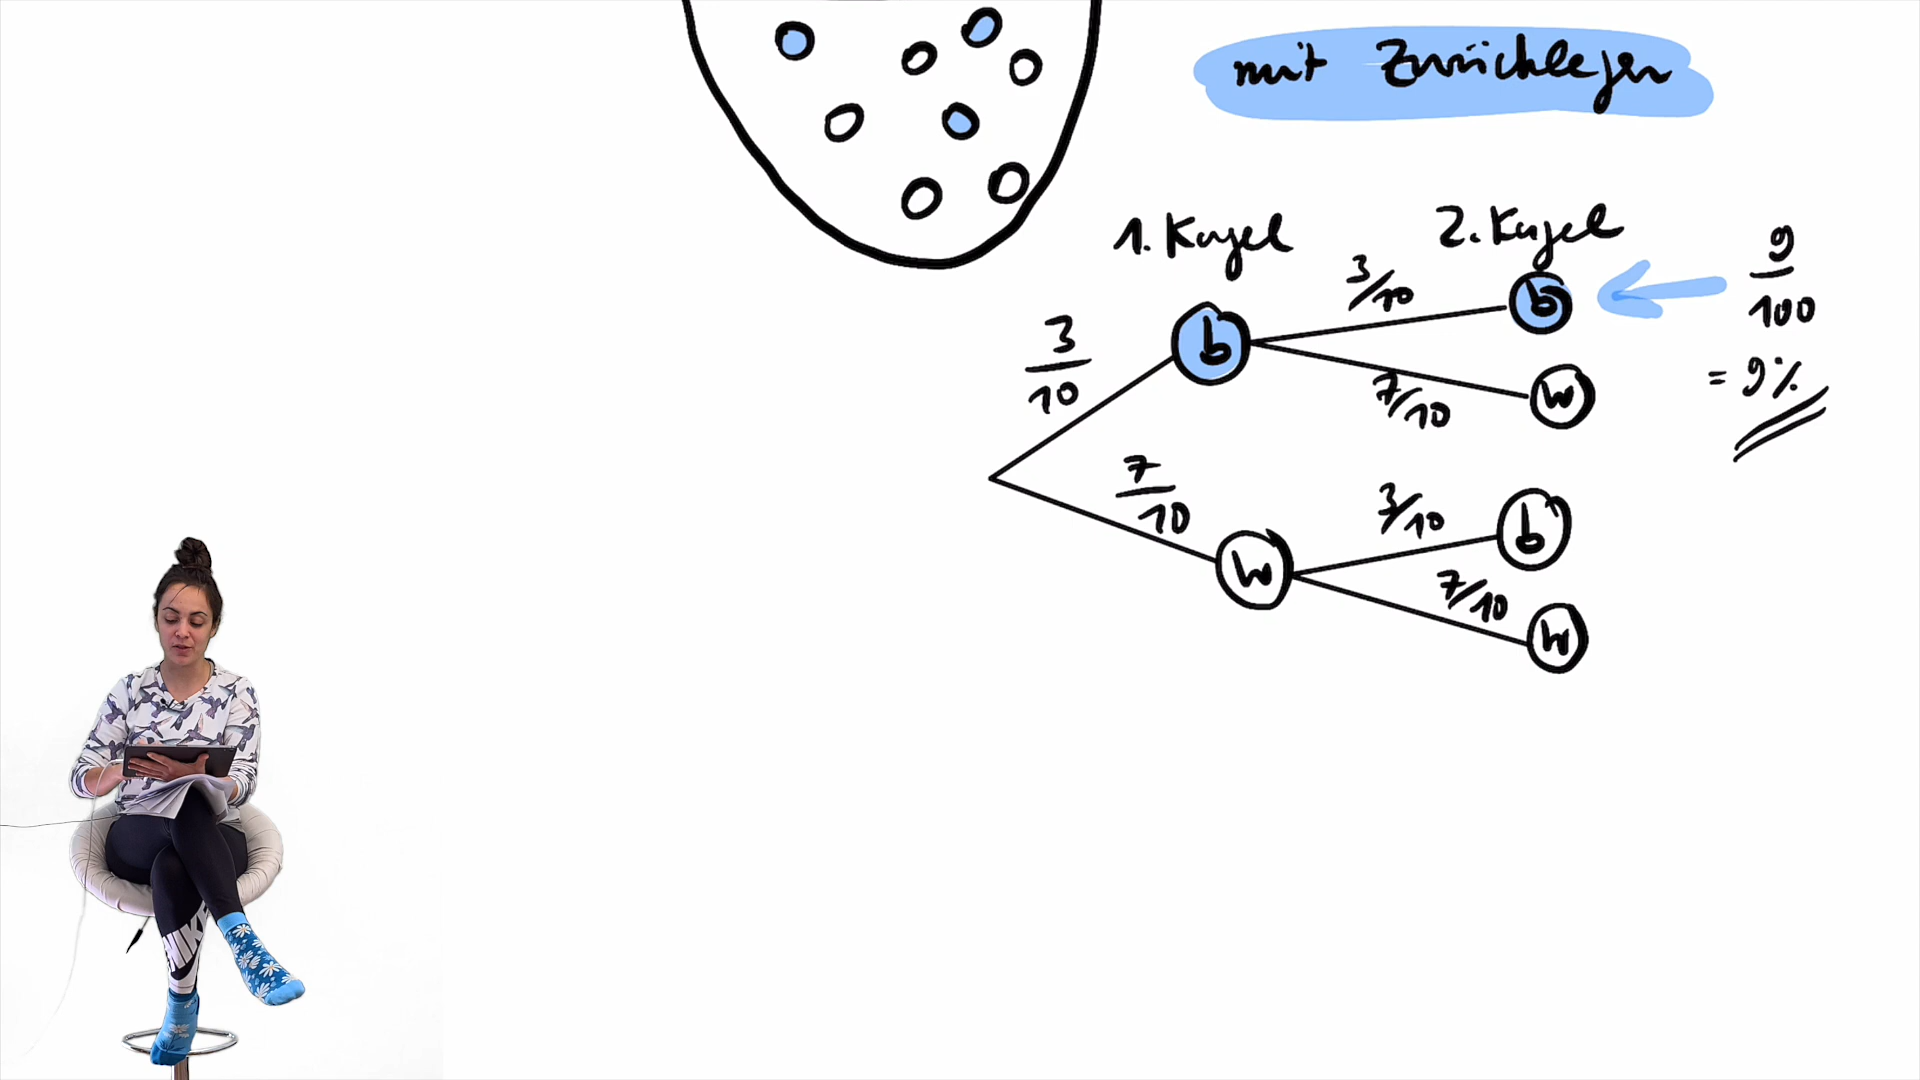 mit Zurücklegen
1. Kugel
2. Kugel
3/10
b
3/10
b
9/100
= 9%
7/10
w
7/10
w
3/10
b
7/10
w
NIKE